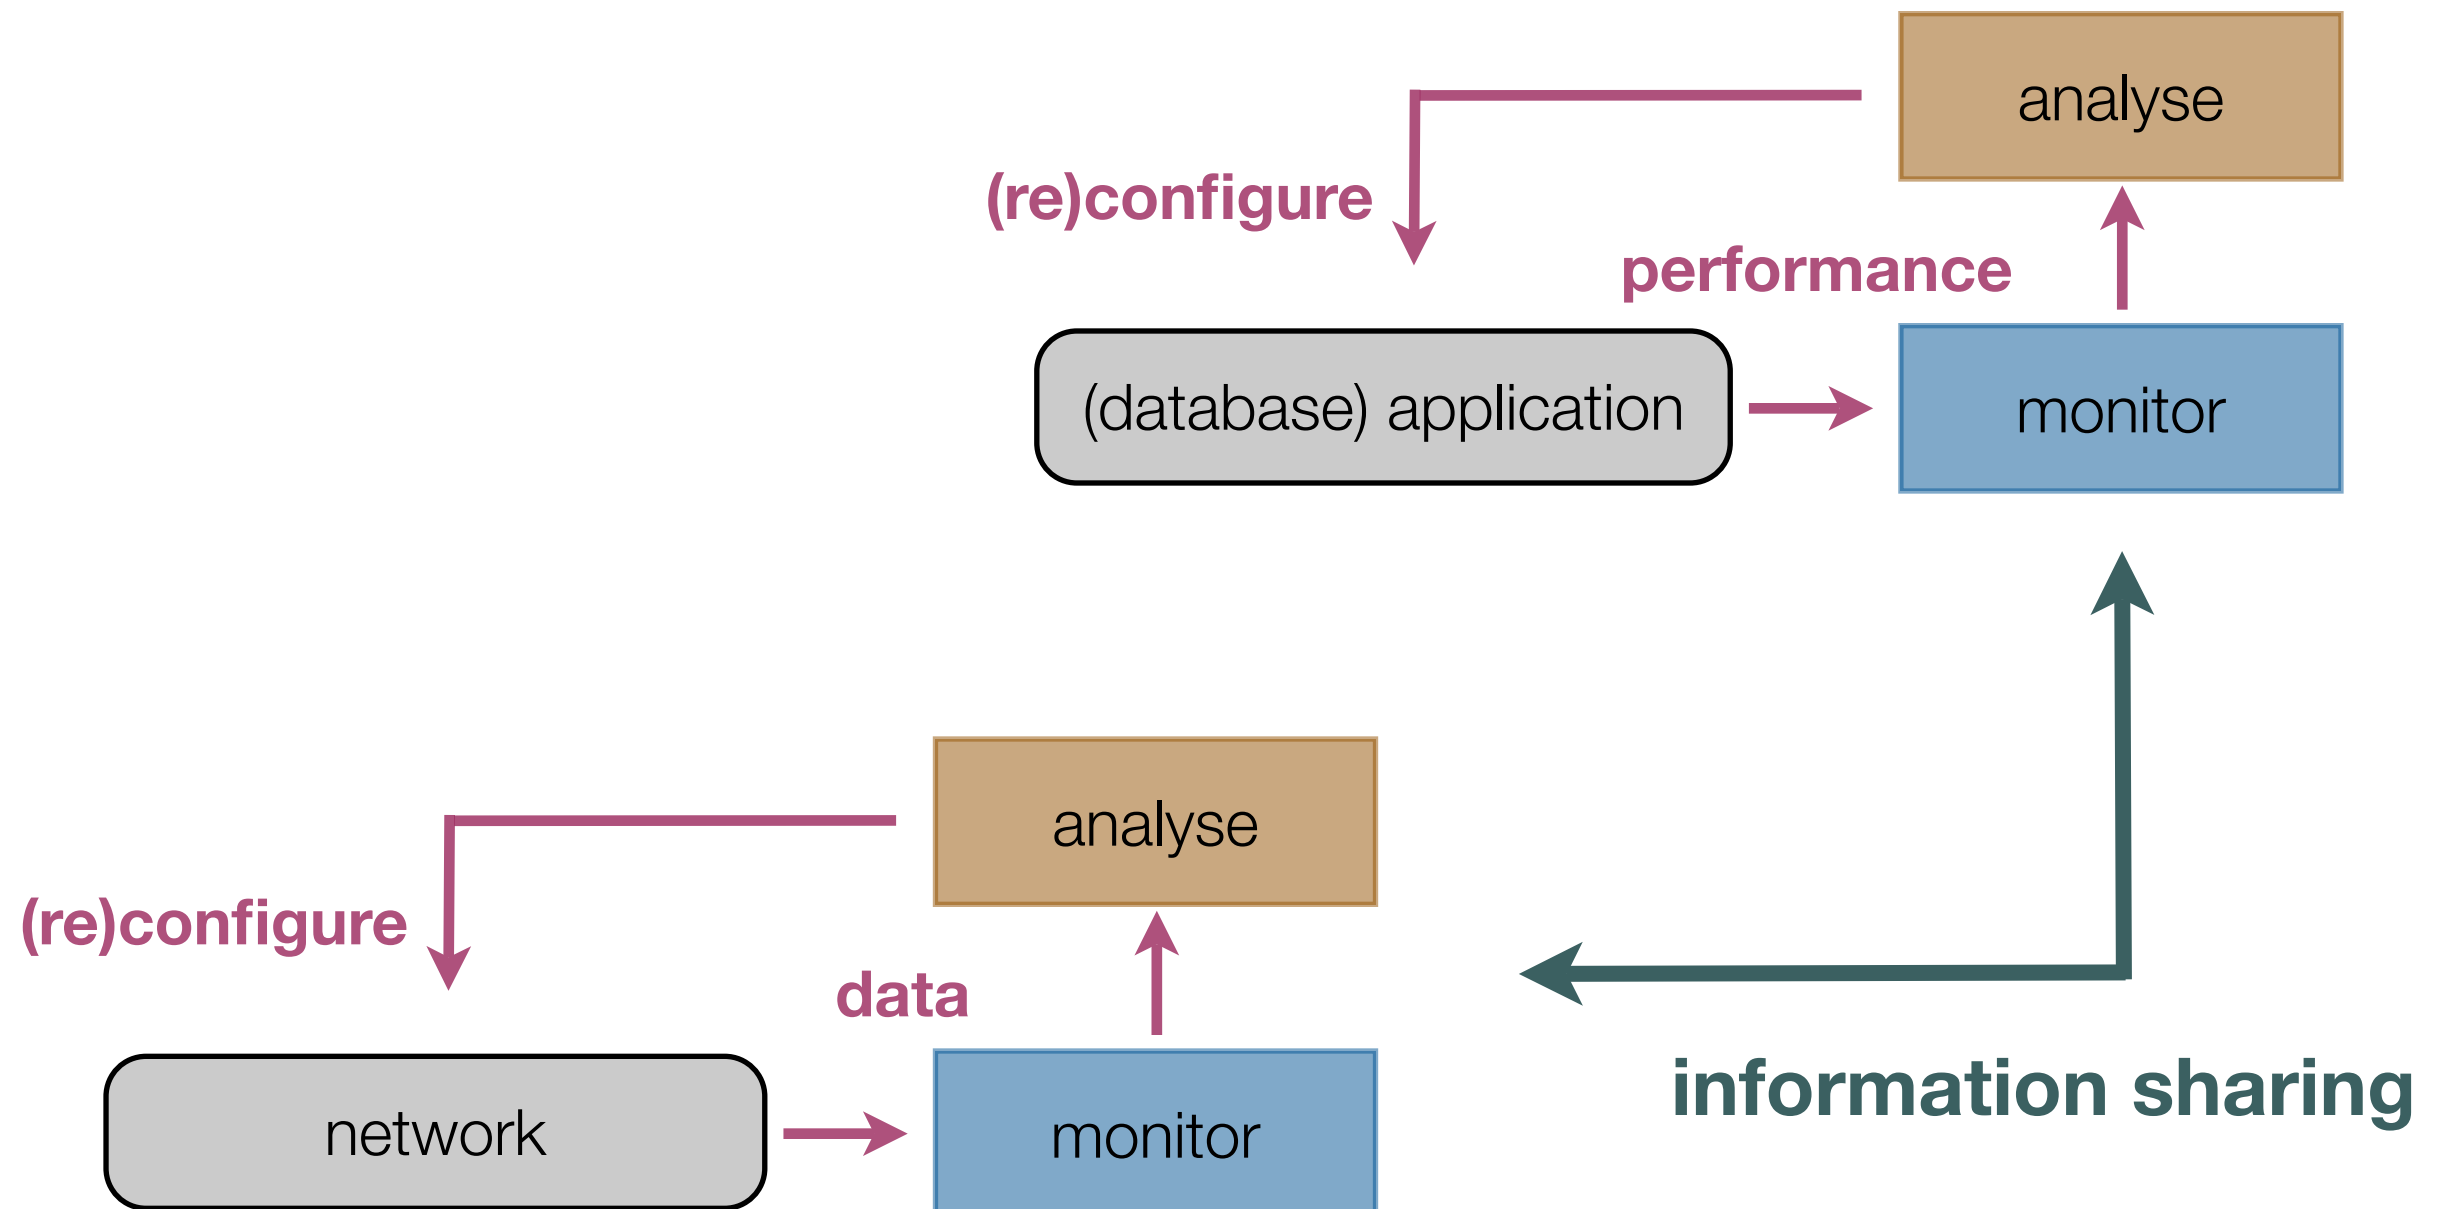 analyse
(re)configure
performance
(database) application
monitor
analyse
(re)configure
data
information sharing
network
monitor